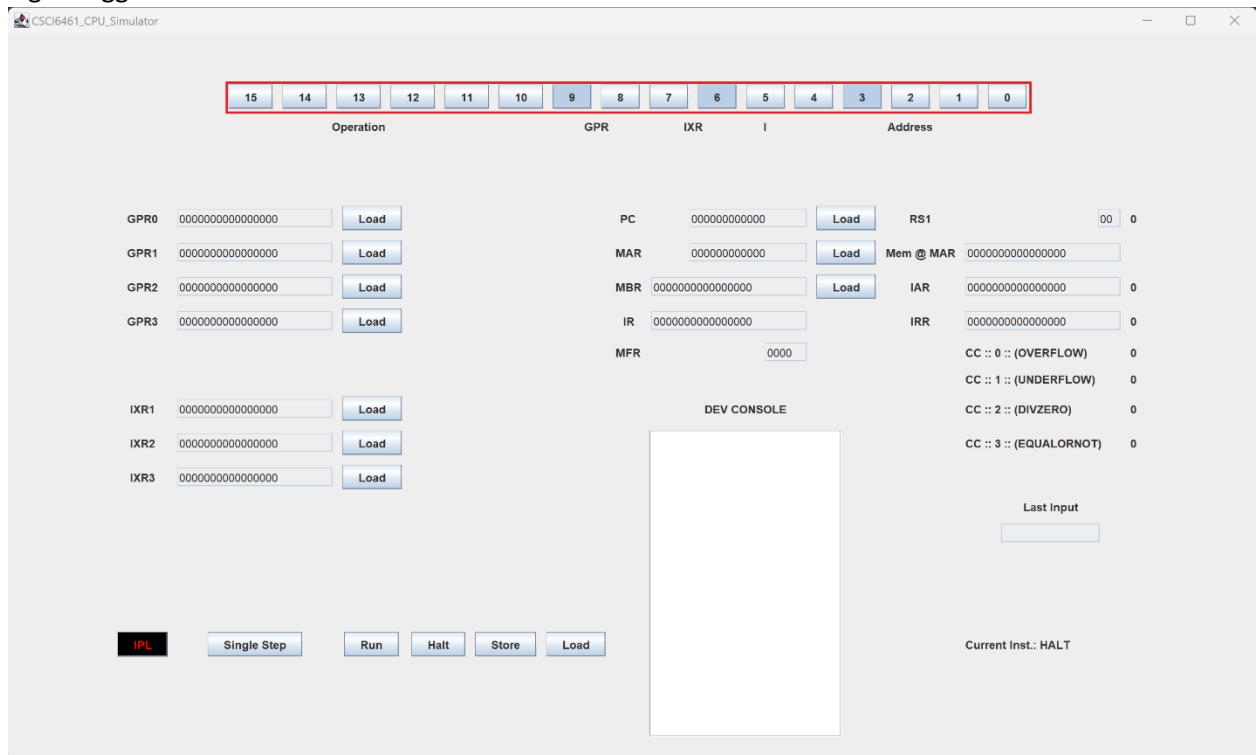 CSCI6461_CPU_Simulator
15 14 13 12 11 10 9 8 7 6 5 4 3 2 1 0
Operation GPR IXR I Address
GPR0 0000000000000000 Load PC 000000000000 Load RS1 00 0
GPR1 0000000000000000 Load MAR 000000000000 Load Mem @ MAR 0000000000000000
GPR2 0000000000000000 Load MBR 0000000000000000 Load IAR 0000000000000000 0
GPR3 0000000000000000 Load IR 0000000000000000 IRR 0000000000000000 0
MFR 0000 CC :: 0 :: (OVERFLOW) 0
CC :: 1 :: (UNDERFLOW) 0
IXR1 0000000000000000 Load DEV CONSOLE CC :: 2 :: (DIVZERO) 0
IXR2 0000000000000000 Load CC :: 3 :: (EQUALORNOT) 0
IXR3 0000000000000000 Load
Last Input
IPL Single Step Run Halt Store Load Current Inst.: HALT